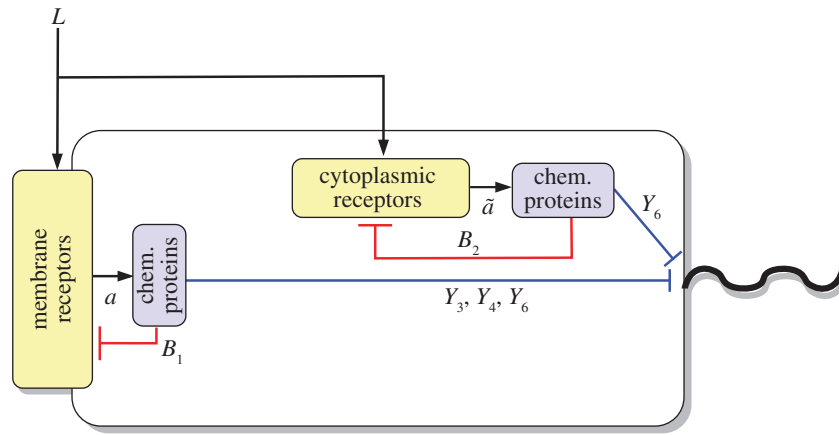 L
cytoplasmic
receptors
ã
chem.
proteins
Y₆
B₂
membrane
receptors
a
chem.
proteins
Y₃, Y₄, Y₆
B₁